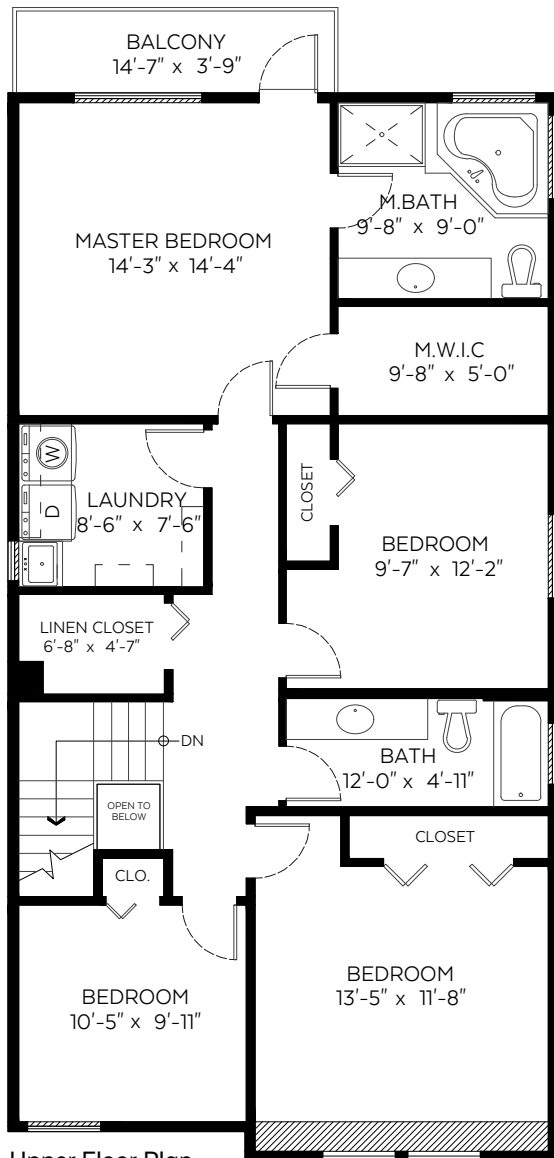 BALCONY
14'-7" x 3'-9"
M.BATH
9'-8" x 9'-0"
MASTER BEDROOM
14'-3" x 14'-4"
M.W.I.C
9'-8" x 5'-0"
W
D
LAUNDRY
8'-6" x 7'-6"
CLOSET
BEDROOM
9'-7" x 12'-2"
LINEN CLOSET
6'-8" x 4'-7"
DN
BATH
12'-0" x 4'-11"
OPEN TO
BELOW
CLOSET
CLO.
BEDROOM
10'-5" x 9'-11"
BEDROOM
13'-5" x 11'-8"
Upper Floor Plan